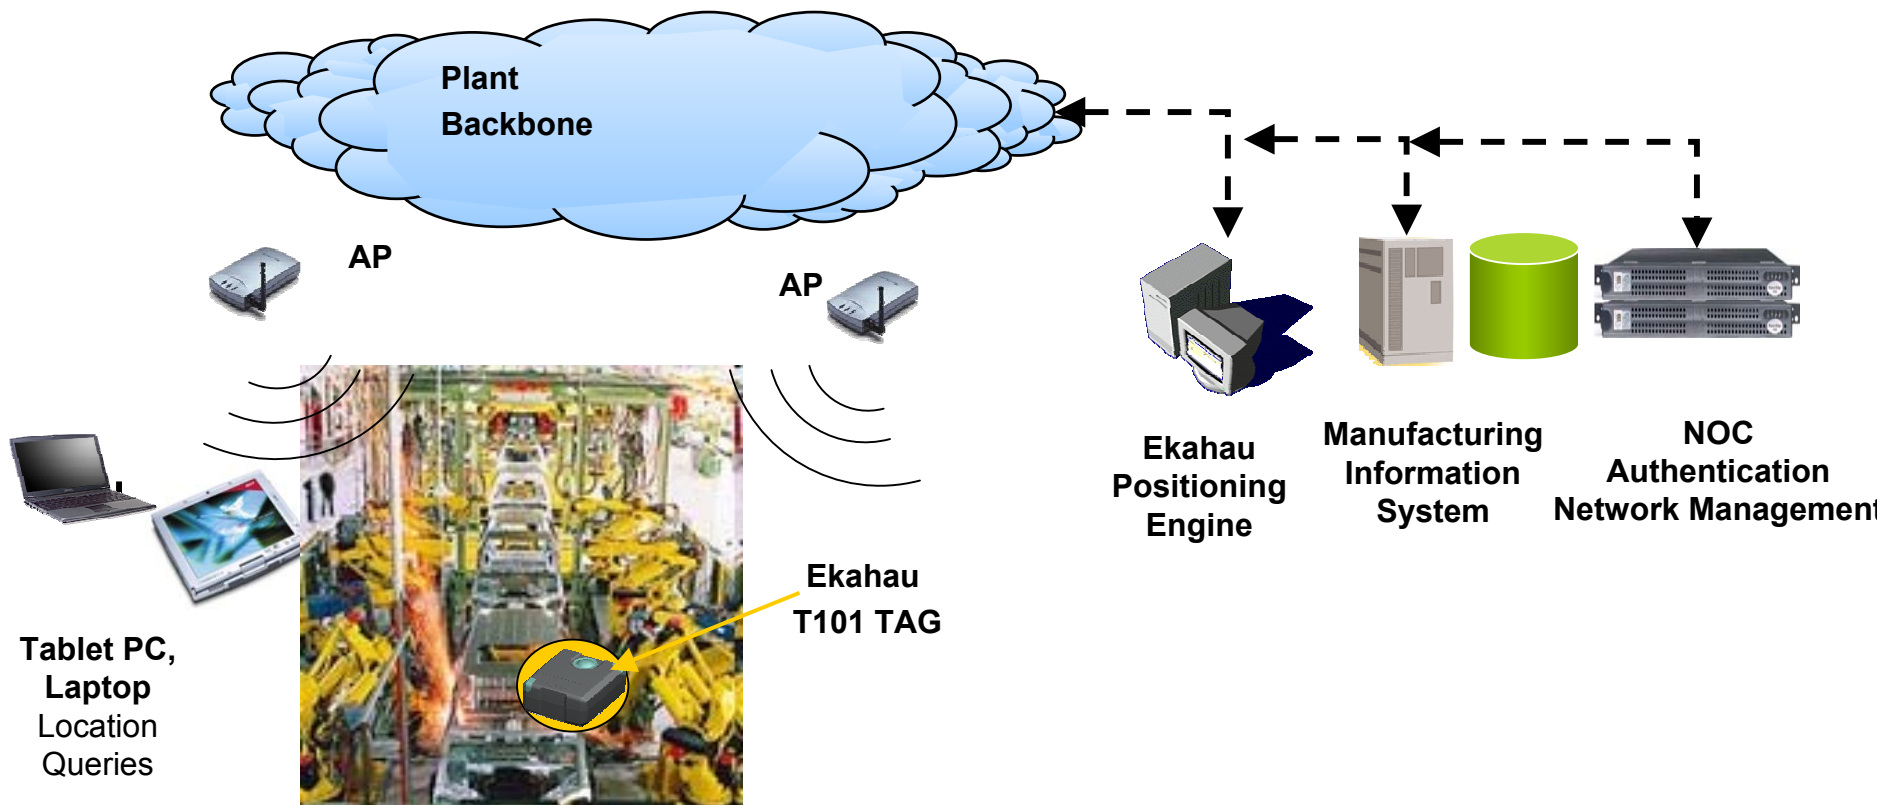 Plant
Backbone
AP
AP
Ekahau
Positioning
Engine
Manufacturing
Information
System
NOC
Authentication
Network Management
Ekahau
T101 TAG
Tablet PC,
Laptop
Location
Queries